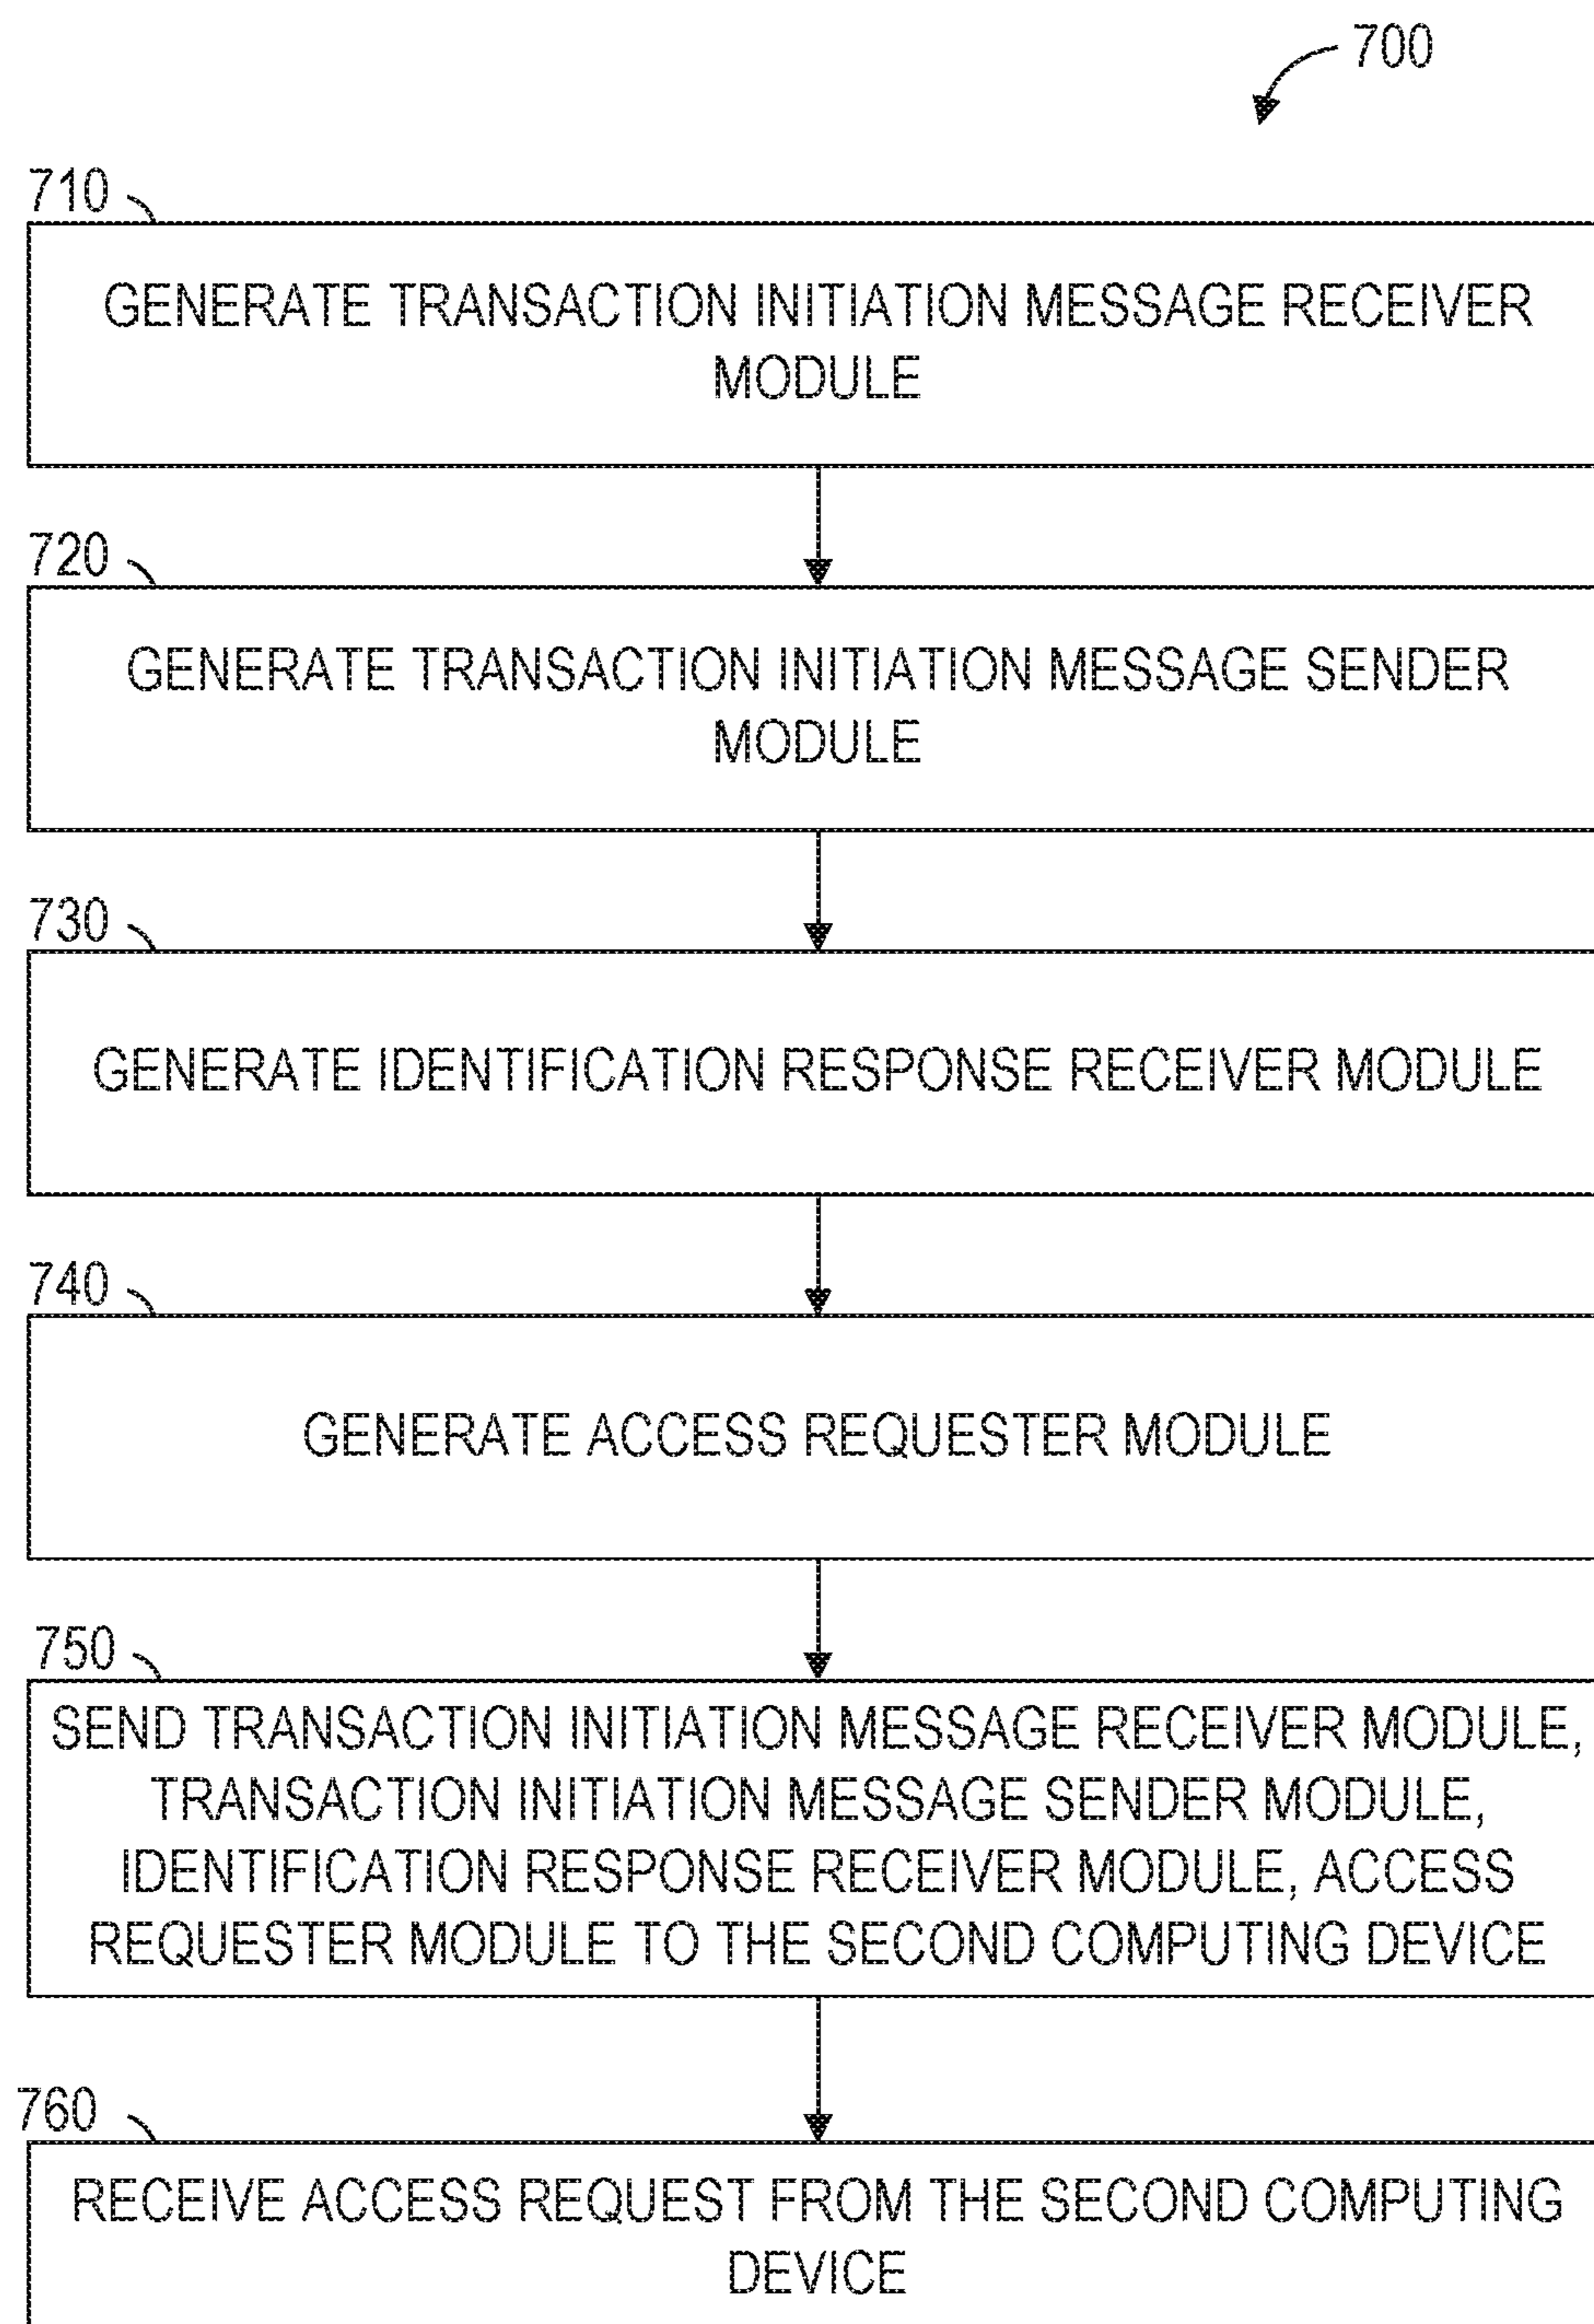 700
710
GENERATE TRANSACTION INITIATION MESSAGE RECEIVER
MODULE
720
GENERATE TRANSACTION INITIATION MESSAGE SENDER
MODULE
730
GENERATE IDENTIFICATION RESPONSE RECEIVER MODULE
740
GENERATE ACCESS REQUESTER MODULE
750
SEND TRANSACTION INITIATION MESSAGE RECEIVER MODULE,
TRANSACTION INITIATION MESSAGE SENDER MODULE,
IDENTIFICATION RESPONSE RECEIVER MODULE, ACCESS
REQUESTER MODULE TO THE SECOND COMPUTING DEVICE
760
RECEIVE ACCESS REQUEST FROM THE SECOND COMPUTING
DEVICE